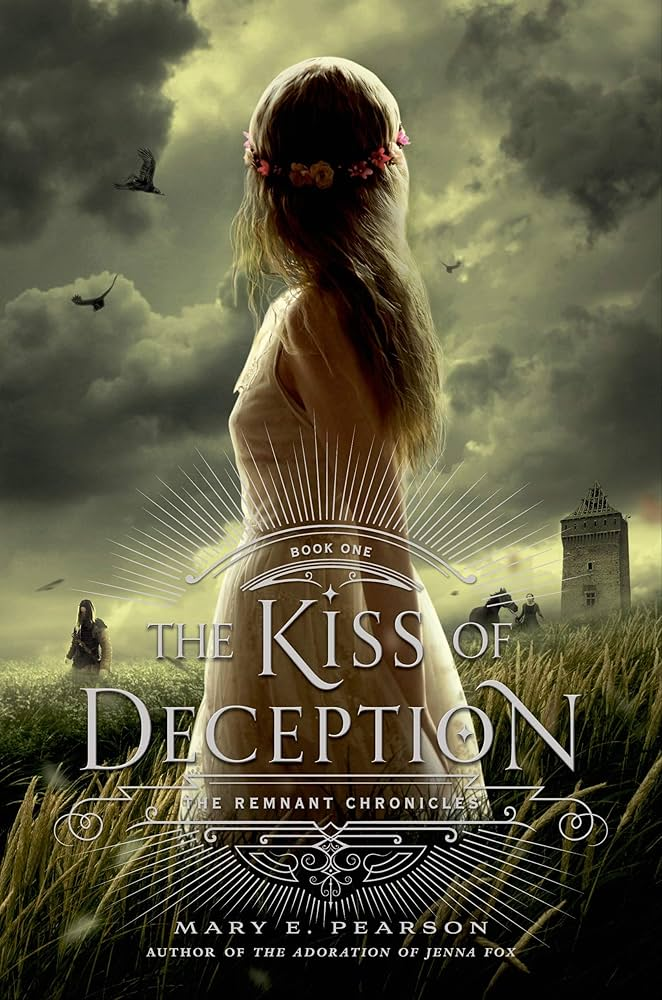 BOOK ONE
THE KISS OF
DECEPTION
THE REMNANT CHRONICLES
MARY E. PEARSON
AUTHOR OF THE ADORATION OF JENNA FOX